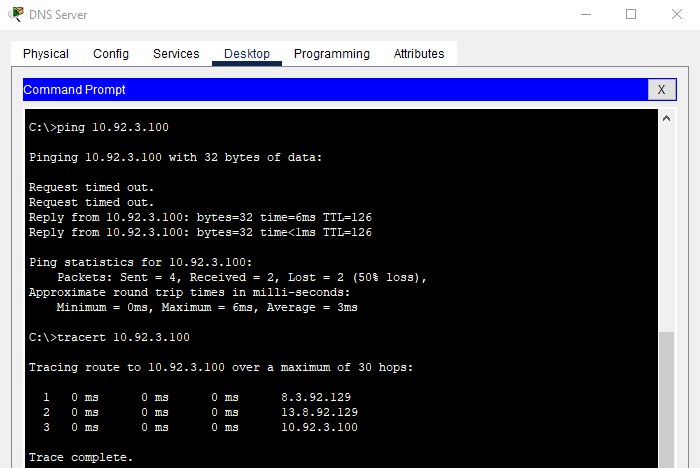 DNS Server
Physical Config Services Desktop Programming Attributes
Command Prompt X
C:\>ping 10.92.3.100
Pinging 10.92.3.100 with 32 bytes of data:
Request timed out.
Request timed out.
Reply from 10.92.3.100: bytes=32 time=6ms TTL=126
Reply from 10.92.3.100: bytes=32 time<1ms TTL=126
Ping statistics for 10.92.3.100:
Packets: Sent = 4, Received = 2, Lost = 2 (50% loss),
Approximate round trip times in milli-seconds:
Minimum = 0ms, Maximum = 6ms, Average = 3ms
C:\>tracert 10.92.3.100
Tracing route to 10.92.3.100 over a maximum of 30 hops:
1 0 ms 0 ms 0 ms 8.3.92.129
2 0 ms 0 ms 0 ms 13.8.92.129
3 0 ms 0 ms 0 ms 10.92.3.100
Trace complete.